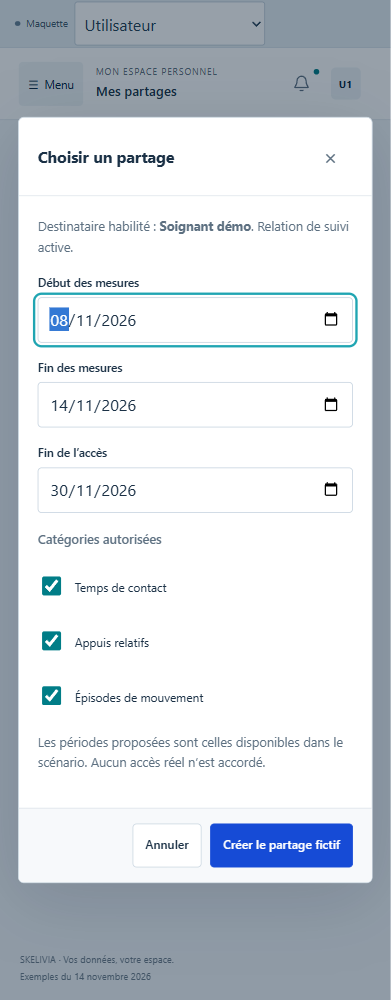 Maquette
Utilisateur
☰ Menu
MON ESPACE PERSONNEL
Mes partages
U1
Choisir un partage
×
Destinataire habilité : Soignant démo. Relation de suivi
active.
Début des mesures
08/11/2026
Fin des mesures
14/11/2026
Fin de l'accès
30/11/2026
Catégories autorisées
Temps de contact
Appuis relatifs
Épisodes de mouvement
Les périodes proposées sont celles disponibles dans le
scénario. Aucun accès réel n'est accordé.
Annuler
Créer le partage fictif
SKELIVIA · Vos données, votre espace.
Exemples du 14 novembre 2026